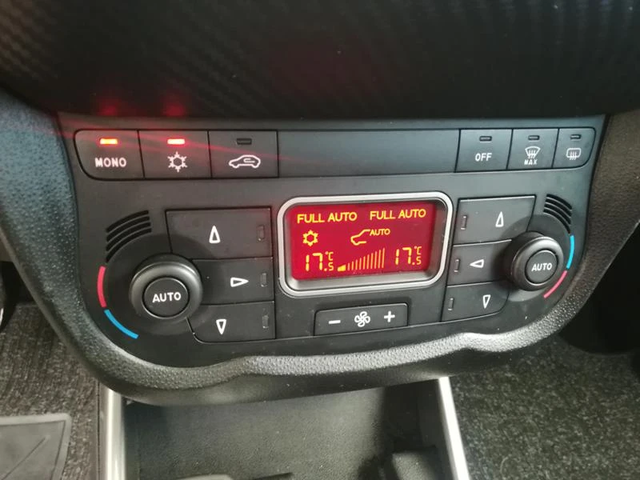 MONO
OFF
MAX
FULL AUTO FULL AUTO
AUTO
17.5°C 17.5°C
AUTO AUTO
− +